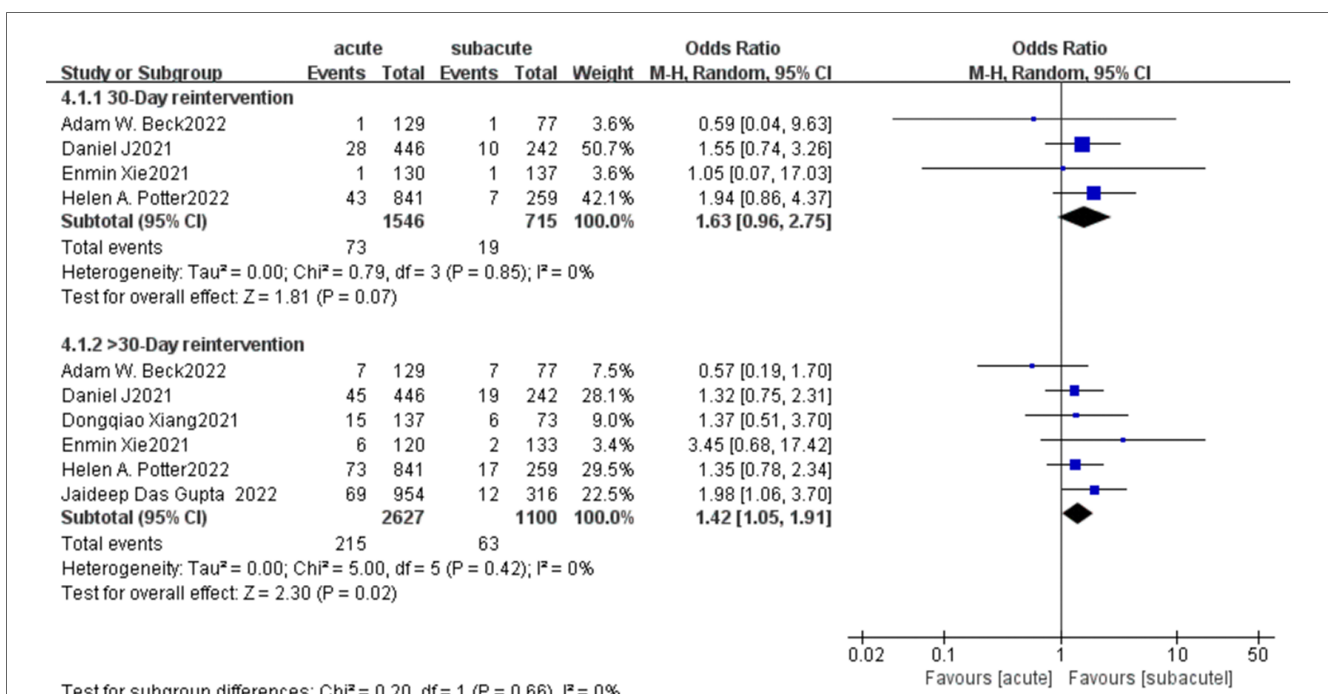 acute subacute Odds Ratio Odds Ratio
Study or Subgroup Events Total Events Total Weight M-H, Random, 95% CI M-H, Random, 95% CI
4.1.1 30-Day reintervention
Adam W. Beck2022 1 129 1 77 3.6% 0.59 [0.04, 9.63]
Daniel J2021 28 446 10 242 50.7% 1.55 [0.74, 3.26]
Enmin Xie2021 1 130 1 137 3.6% 1.05 [0.07, 17.03]
Helen A. Potter2022 43 841 7 259 42.1% 1.94 [0.86, 4.37]
Subtotal (95% CI) 1546 715 100.0% 1.63 [0.96, 2.75]
Total events 73 19
Heterogeneity: Tau² = 0.00; Chi² = 0.79, df = 3 (P = 0.85); I² = 0%
Test for overall effect: Z = 1.81 (P = 0.07)
4.1.2 >30-Day reintervention
Adam W. Beck2022 7 129 7 77 7.5% 0.57 [0.19, 1.70]
Daniel J2021 45 446 19 242 28.1% 1.32 [0.75, 2.31]
Dongqiao Xiang2021 15 137 6 73 9.0% 1.37 [0.51, 3.70]
Enmin Xie2021 6 120 2 133 3.4% 3.45 [0.68, 17.42]
Helen A. Potter2022 73 841 17 259 29.5% 1.35 [0.78, 2.34]
Jaideep Das Gupta 2022 69 954 12 316 22.5% 1.98 [1.06, 3.70]
Subtotal (95% CI) 2627 1100 100.0% 1.42 [1.05, 1.91]
Total events 215 63
Heterogeneity: Tau² = 0.00; Chi² = 5.00, df = 5 (P = 0.42); I² = 0%
Test for overall effect: Z = 2.30 (P = 0.02)
0.02 0.1 1 10 50
Favours [acute] Favours [subacutel]
Test for subgroup differences: Chi² = 0.20, df = 1 (P = 0.66), I² = 0%